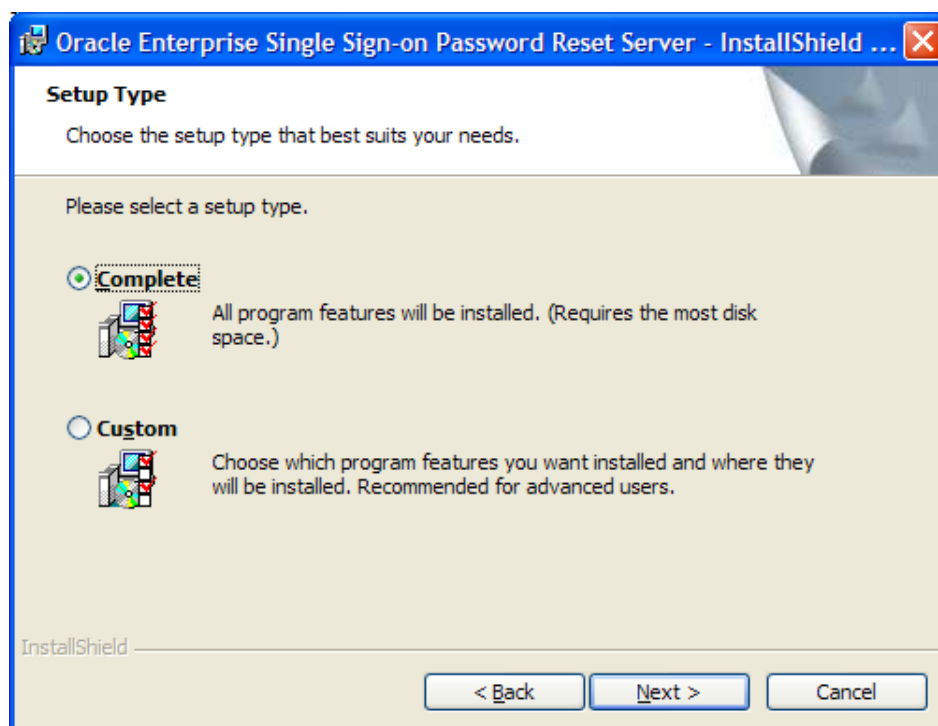 Oracle Enterprise Single Sign-on Password Reset Server - InstallShield ...
Setup Type
Choose the setup type that best suits your needs.
Please select a setup type.
Complete
All program features will be installed. (Requires the most disk
space.)
Custom
Choose which program features you want installed and where they
will be installed. Recommended for advanced users.
InstallShield
< Back
Next >
Cancel